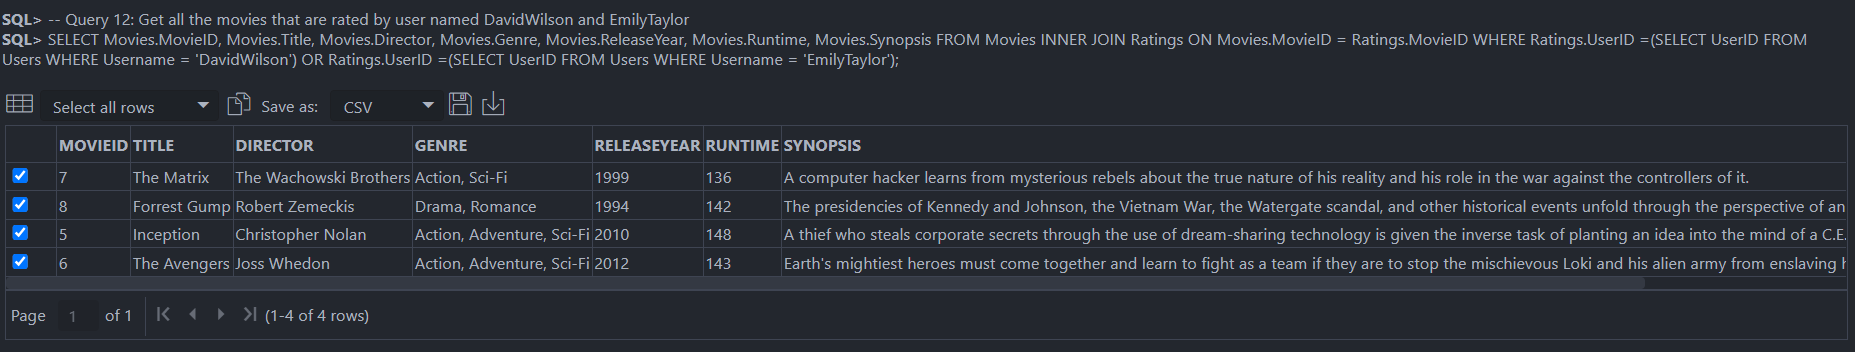 SQL> -- Query 12: Get all the movies that are rated by user named DavidWilson and EmilyTaylor
SQL> SELECT Movies.MovieID, Movies.Title, Movies.Director, Movies.Genre, Movies.ReleaseYear, Movies.Runtime, Movies.Synopsis FROM Movies INNER JOIN Ratings ON Movies.MovieID = Ratings.MovieID WHERE Ratings.UserID =(SELECT UserID FROM
Users WHERE Username = 'DavidWilson') OR Ratings.UserID =(SELECT UserID FROM Users WHERE Username = 'EmilyTaylor');
Select all rows Save as: CSV
MOVIEID TITLE DIRECTOR GENRE RELEASEYEAR RUNTIME SYNOPSIS
7 The Matrix The Wachowski Brothers Action, Sci-Fi 1999 136 A computer hacker learns from mysterious rebels about the true nature of his reality and his role in the war against the controllers of it.
8 Forrest Gump Robert Zemeckis Drama, Romance 1994 142 The presidencies of Kennedy and Johnson, the Vietnam War, the Watergate scandal, and other historical events unfold through the perspective of an
5 Inception Christopher Nolan Action, Adventure, Sci-Fi 2010 148 A thief who steals corporate secrets through the use of dream-sharing technology is given the inverse task of planting an idea into the mind of a C.E.
6 The Avengers Joss Whedon Action, Adventure, Sci-Fi 2012 143 Earth's mightiest heroes must come together and learn to fight as a team if they are to stop the mischievous Loki and his alien army from enslaving
Page 1 of 1 (1-4 of 4 rows)